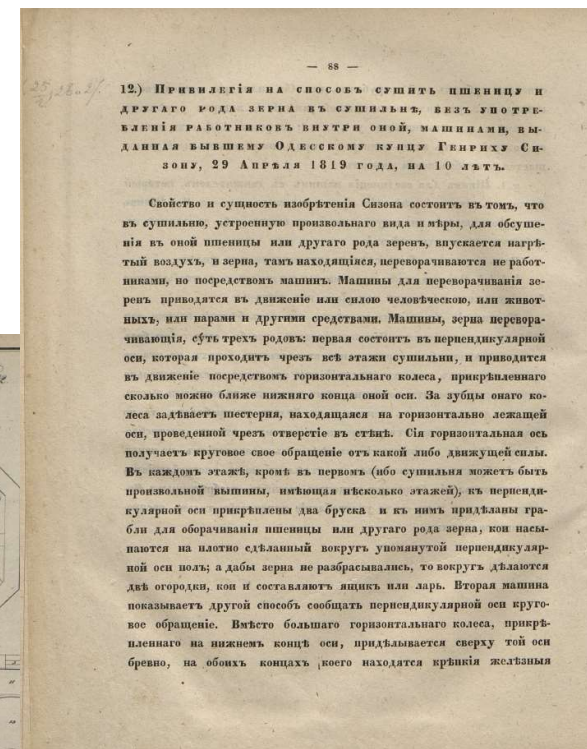 — 88 —
12.) Привилегія на способъ сушить пшеницу и
другаго рода зерна въ сушильнѣ, безъ употре-
бленія работниковъ внутри оной, машинами, вы-
данная бывшему Одесскому купцу Генриху Си-
зону, 29 Апрѣля 1819 года, на 10 лѣтъ.
Свойство и сущность изобрѣтенія Сизона состоитъ въ томъ, что
въ сушильню, устроенную произвольнаго вида и мѣры, для обсуше-
нія въ оной пшеницы или другаго рода зеренъ, впускается нагрѣ-
тый воздухъ, и зерна, тамъ находящіяся, переворачиваются не работ-
никами, но посредствомъ машинъ. Машины для переворачиванія зе-
ренъ приводятся въ движеніе или силою человѣческою, или живот-
ныхъ, или парами и другими средствами. Машины, зерна перевора-
чивающія, суть трехъ родовъ: первая состоитъ въ перпендикулярной
оси, которая проходитъ чрезъ всѣ этажи сушильни, и приводится
въ движеніе посредствомъ горизонтальнаго колеса, прикрѣпленнаго
сколько можно ближе нижняго конца оной оси. За зубцы онаго ко-
леса задѣваетъ шестерня, находящаяся на горизонтально лежащей
оси, проведенной чрезъ отверстіе въ стѣнѣ. Сія горизонтальная ось
получаетъ круговое свое обращеніе отъ какой либо движущей силы.
Въ каждомъ этажѣ, кромѣ въ первомъ (ибо сушильня можетъ быть
произвольной вышины, имѣющая нѣсколько этажей), къ перпенди-
кулярной оси прикрѣплены два бруска и къ нимъ придѣланы гра-
бли для оборачиванія пшеницы или другаго рода зерна, кои насы-
паются на плотно сдѣланный вокругъ упомянутой перпендикуляр-
ной оси полъ; а дабы зерна не разбрасывались, то вокругъ дѣлаются
двѣ огородки, кои и составляютъ ящикъ или ларь. Вторая машина
показываетъ другой способъ сообщать перпендикулярной оси круго-
вое обращеніе. Вмѣсто большаго горизонтальнаго колеса, прикрѣ-
пленнаго на нижнемъ концѣ оси, придѣлывается сверху той оси
бревно, на обоихъ концахъ коего находятся крѣпкія желѣзныя